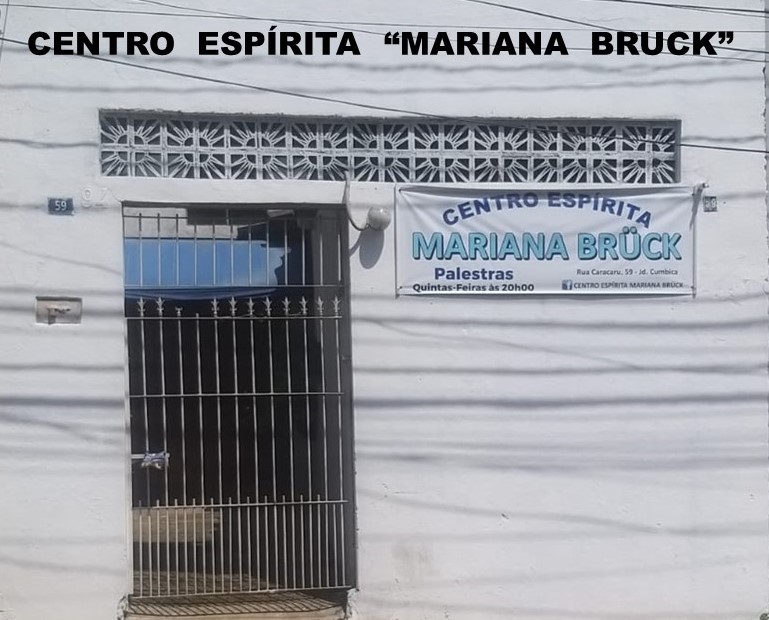 CENTRO ESPÍRITA “MARIANA BRUCK”
59
CENTRO ESPÍRITA
MARIANA BRÜCK
Palestras
Rua Caracaru, 59 - Jd. Cumbica
Quintas-Feiras às 20h00
CENTRO ESPÍRITA MARIANA BRÜCK